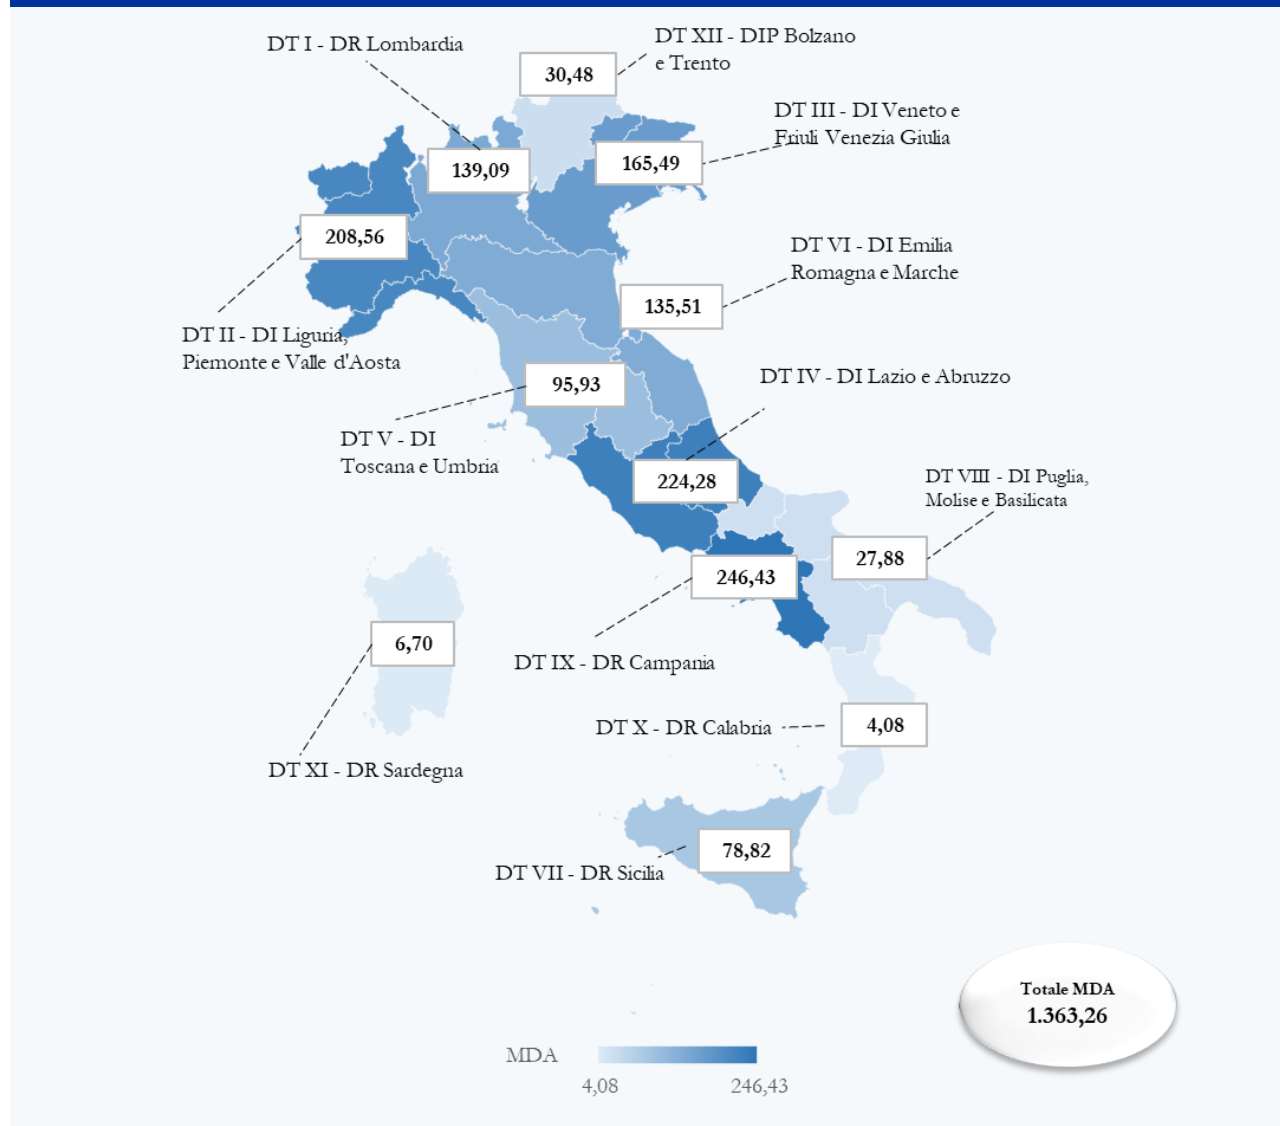 DT I - DR Lombardia
DT XII - DIP Bolzano
e Trento
30,48
DT III - DI Veneto e
Friuli Venezia Giulia
139,09
165,49
208,56
DT VI - DI Emilia
Romagna e Marche
135,51
DT II - DI Liguria,
Piemonte e Valle d'Aosta
95,93
DT IV - DI Lazio e Abruzzo
DT V - DI
Toscana e Umbria
224,28
DT VIII - DI Puglia,
Molise e Basilicata
27,88
246,43
6,70
DT IX - DR Campania
DT X - DR Calabria
4,08
DT XI - DR Sardegna
78,82
DT VII - DR Sicilia
Totale MDA
1.363,26
MDA
4,08
246,43